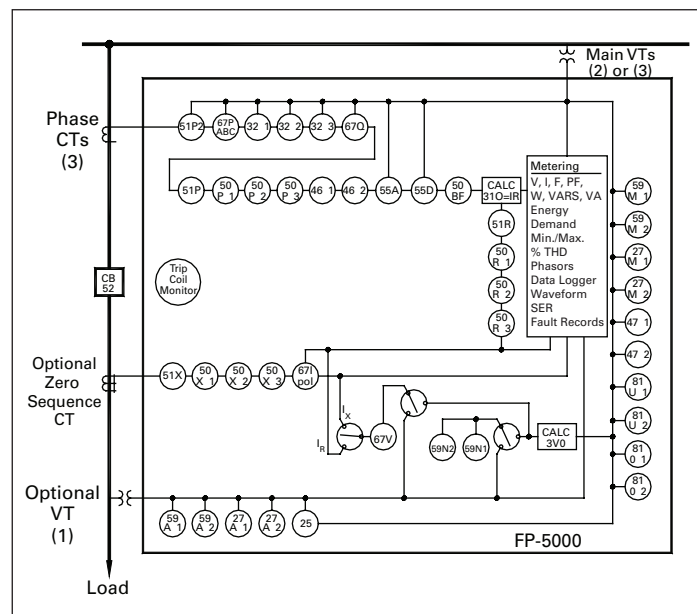 Main VTs
(2) or (3)
Phase
CTs
(3)
51P2
67P
ABC
32 1
32 2
32 3
67Q
51P
50
P 1
50
P 2
50
P 3
46 1
46 2
55A
55D
50
BF
CALC
3IO=IR
Metering
V, I, F, PF,
W, VARS, VA
Energy
Demand
Min./Max.
% THD
Phasors
Data Logger
Waveform
SER
Fault Records
51R
50
R 1
50
R 2
50
R 3
59
M 1
59
M 2
27
M 1
27
M 2
47 1
47 2
81
U 1
81
U 2
81
0 1
81
0 2
CB
52
Trip
Coil
Monitor
Optional
Zero
Sequence
CT
51X
50
X 1
50
X 2
50
X 3
67I
pol
IX
IR
67V
59N2
59N1
CALC
3V0
Optional
VT
(1)
59
A 1
59
A 2
27
A 1
27
A 2
25
FP-5000
Load